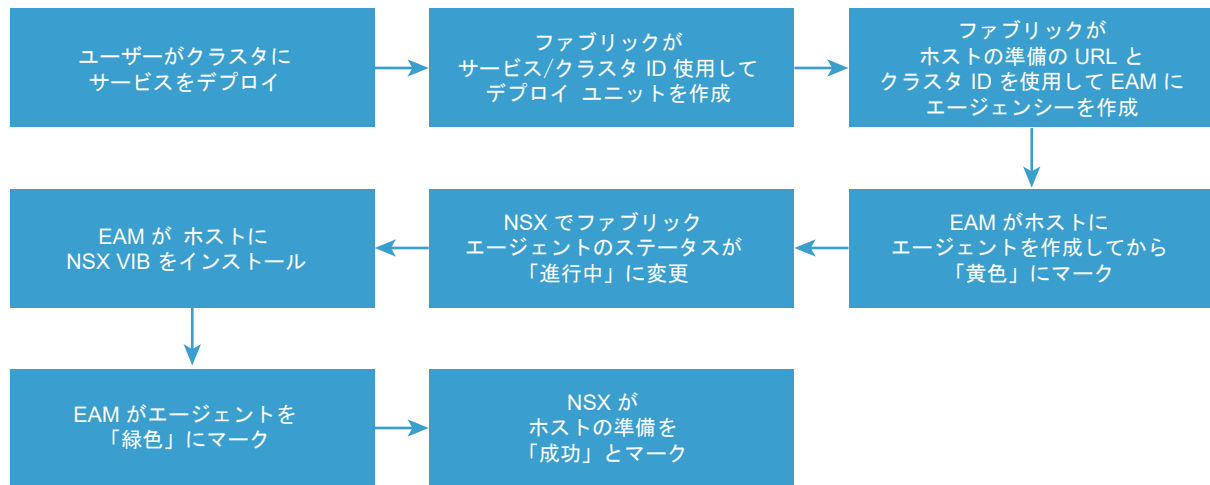 ユーザーがクラスタに
サービスをデプロイ
ファブリックが
サービス/クラスタ ID 使用して
デプロイ ユニットを作成
ファブリックが
ホストの準備の URL と
クラスタ ID を使用して EAM に
エージェンシーを作成
EAM がホストに
エージェントを作成してから
「黄色」にマーク
NSX でファブリック
エージェントのステータスが
「進行中」に変更
EAM が ホストに
NSX VIB をインストール
EAM がエージェントを
「緑色」にマーク
NSX が
ホストの準備を
「成功」とマーク